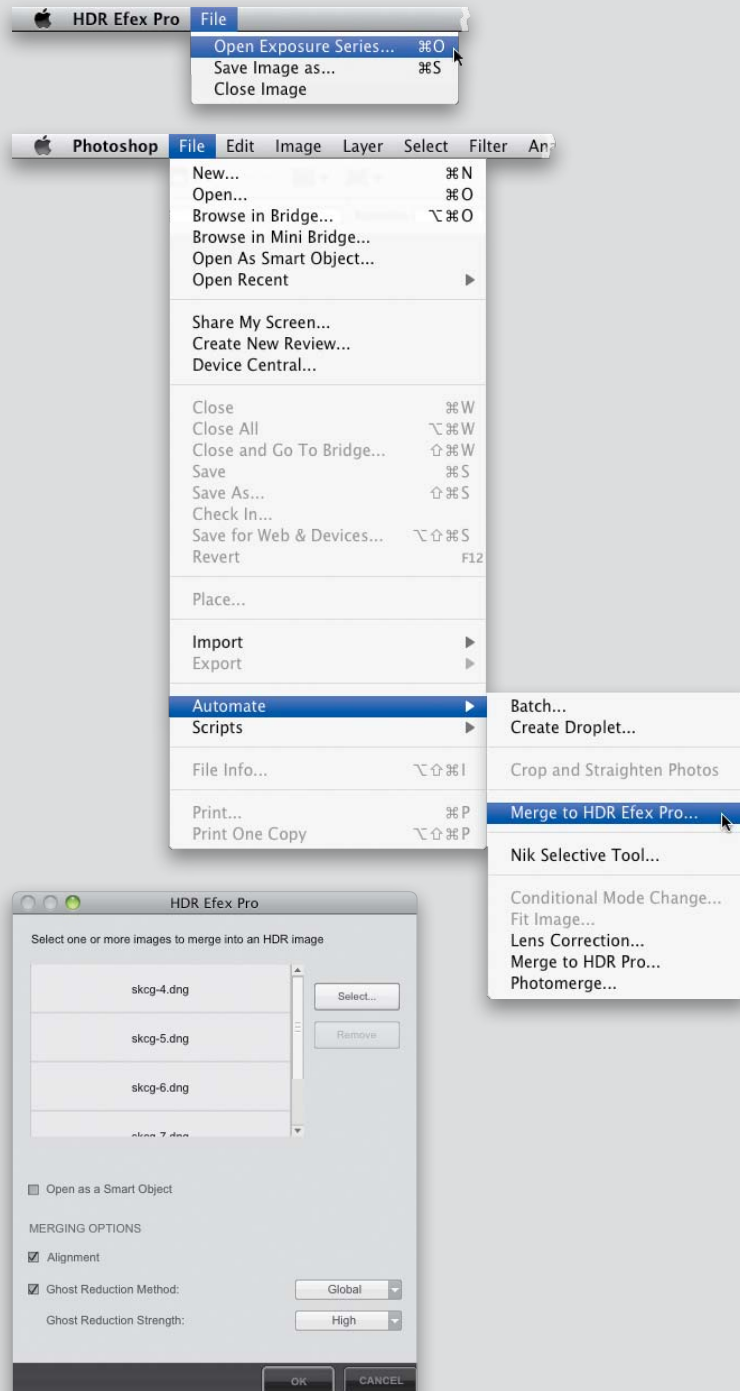 HDR Efex Pro File
Open Exposure Series... ⌘O
Save Image as... ⌘S
Close Image
Photoshop File Edit Image Layer Select Filter
New... ⌘N
Open... ⌘O
Browse in Bridge... ⌥⌘O
Browse in Mini Bridge...
Open As Smart Object...
Open Recent
Share My Screen...
Create New Review...
Device Central...
Close ⌘W
Close All ⌥⌘W
Close and Go To Bridge... ⇧⌘W
Save ⌘S
Save As... ⇧⌘S
Check In...
Save for Web & Devices... ⌥⇧⌘S
Revert F12
Place...
Import
Export
Automate
Scripts
File Info... ⌥⇧⌘I
Print... ⌘P
Print One Copy ⌥⇧⌘P
Batch...
Create Droplet...
Crop and Straighten Photos
Merge to HDR Efex Pro...
Nik Selective Tool...
Conditional Mode Change...
Fit Image...
Lens Correction...
Merge to HDR Pro...
Photomerge...
HDR Efex Pro
Select one or more images to merge into an HDR image
skcg-4.dng
skcg-5.dng
skcg-6.dng
Select...
Remove
Open as a Smart Object
MERGING OPTIONS
Alignment
Ghost Reduction Method: Global
Ghost Reduction Strength: High
OK CANCEL